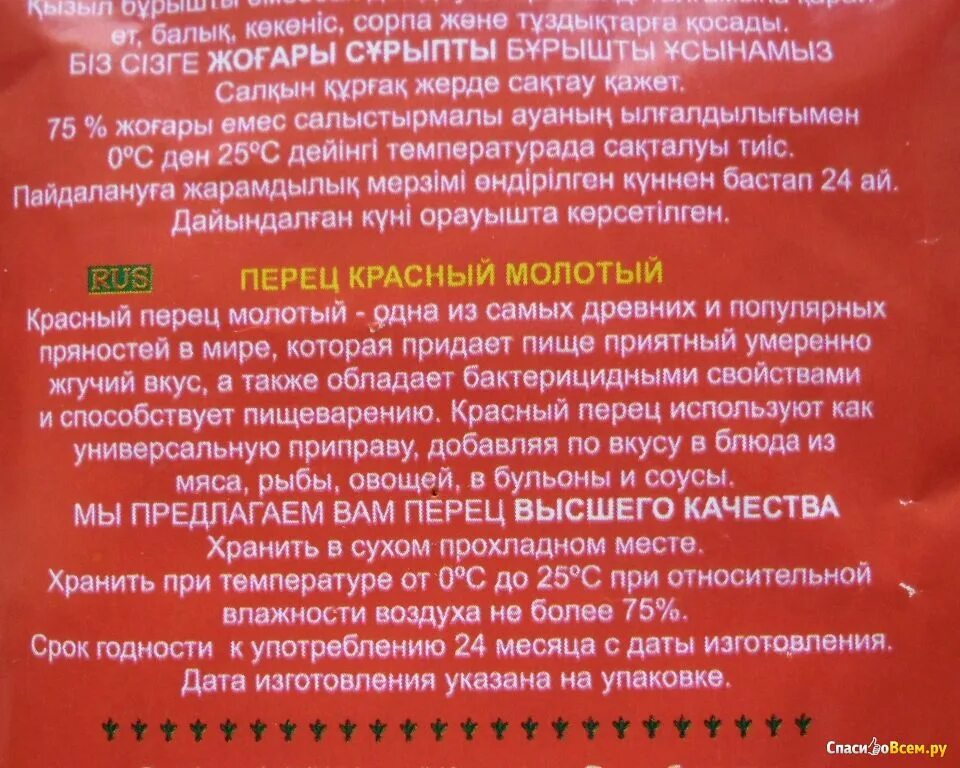 Қызыл бұрышты
ет, балық, көкөніс, сорпа және тұздықтарға қосады.
БІЗ СІЗГЕ ЖОҒАРЫ СҰРЫПТЫ БҰРЫШТЫ ҰСЫНАМЫЗ
Салқын құрғақ жерде сақтау қажет.
75 % жоғары емес салыстырмалы ауаның ылғалдылығымен
0ºС ден 25ºС дейінгі температурада сақталуы тиіс.
Пайдалануға жарамдылық мерзімі өндірілген күннен бастап 24 ай.
Дайындалған күні орауышта көрсетілген.
RUS ПЕРЕЦ КРАСНЫЙ МОЛОТЫЙ
Красный перец молотый - одна из самых древних и популярных
пряностей в мире, которая придает пище приятный умеренно
жгучий вкус, а также обладает бактерицидными свойствами
и способствует пищеварению. Красный перец используют как
универсальную приправу, добавляя по вкусу в блюда из
мяса, рыбы, овощей, в бульоны и соусы.
МЫ ПРЕДЛАГАЕМ ВАМ ПЕРЕЦ ВЫСШЕГО КАЧЕСТВА
Хранить в сухом прохладном месте.
Хранить при температуре от 0ºС до 25ºС при относительной
влажности воздуха не более 75%.
Срок годности к употреблению 24 месяца с даты изготовления.
Дата изготовления указана на упаковке.
СпасибоВсем.ру